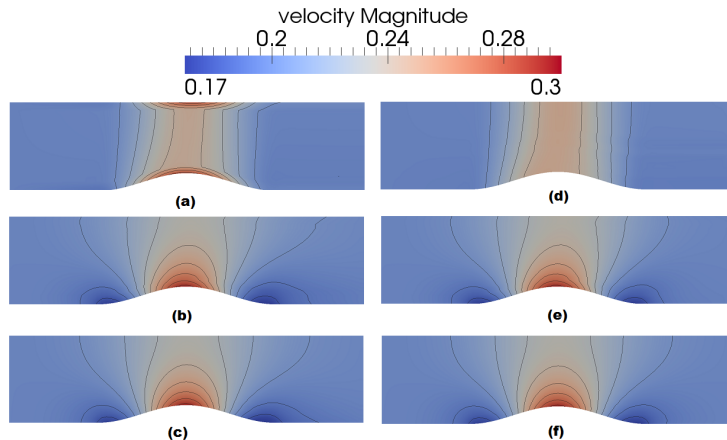 velocity Magnitude
0.2 0.24 0.28
0.17 0.3
(a) (d)
(b) (e)
(c) (f)